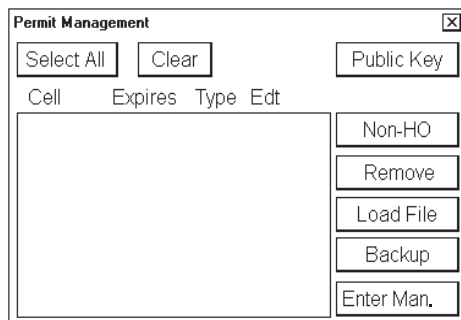 Permit Management
Select All Clear Public Key
Cell Expires Type Edt
Non-HO
Remove
Load File
Backup
Enter Man.